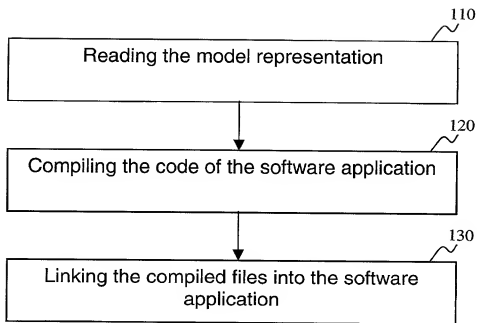 110
Reading the model representation
120
Compiling the code of the software application
130
Linking the compiled files into the software
application